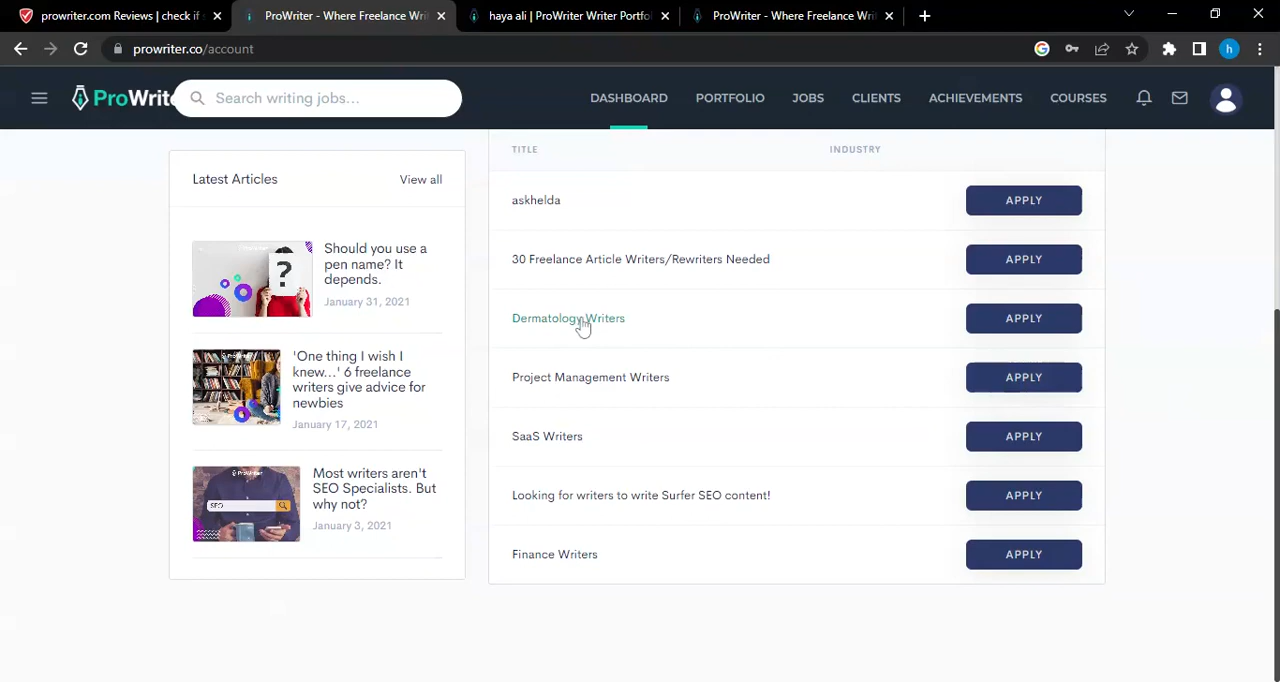 prowriter.com Reviews | check if
ProWriter - Where Freelance Wri
haya ali | ProWriter Writer Portfo
ProWriter - Where Freelance Wri
prowriter.co/account
h
ProWrite
Search writing jobs...
DASHBOARD
PORTFOLIO
JOBS
CLIENTS
ACHIEVEMENTS
COURSES
Latest Articles
View all
Should you use a
pen name? It
depends.
January 31, 2021
'One thing I wish I
knew...' 6 freelance
writers give advice for
newbies
January 17, 2021
ProWriter
SEO
Most writers aren't
SEO Specialists. But
why not?
January 3, 2021
TITLE
INDUSTRY
askhelda
APPLY
30 Freelance Article Writers/Rewriters Needed
APPLY
Dermatology Writers
APPLY
Project Management Writers
APPLY
SaaS Writers
APPLY
Looking for writers to write Surfer SEO content!
APPLY
Finance Writers
APPLY